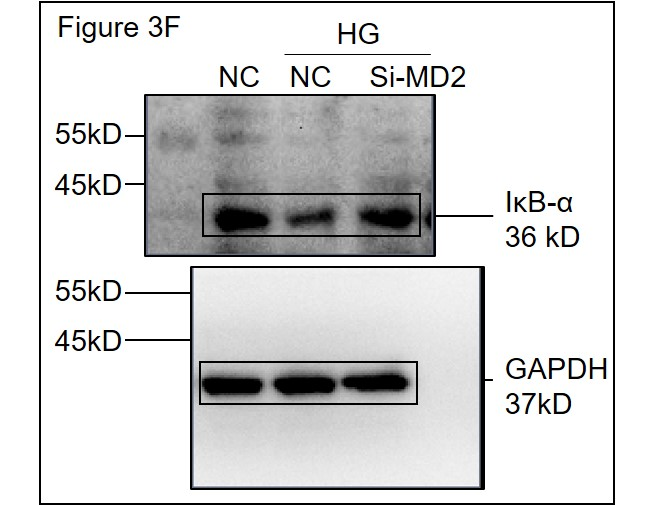 Figure 3F
HG
NC NC Si-MD2
55kD
45kD
IκB-α
36 kD
55kD
45kD
GAPDH
37kD